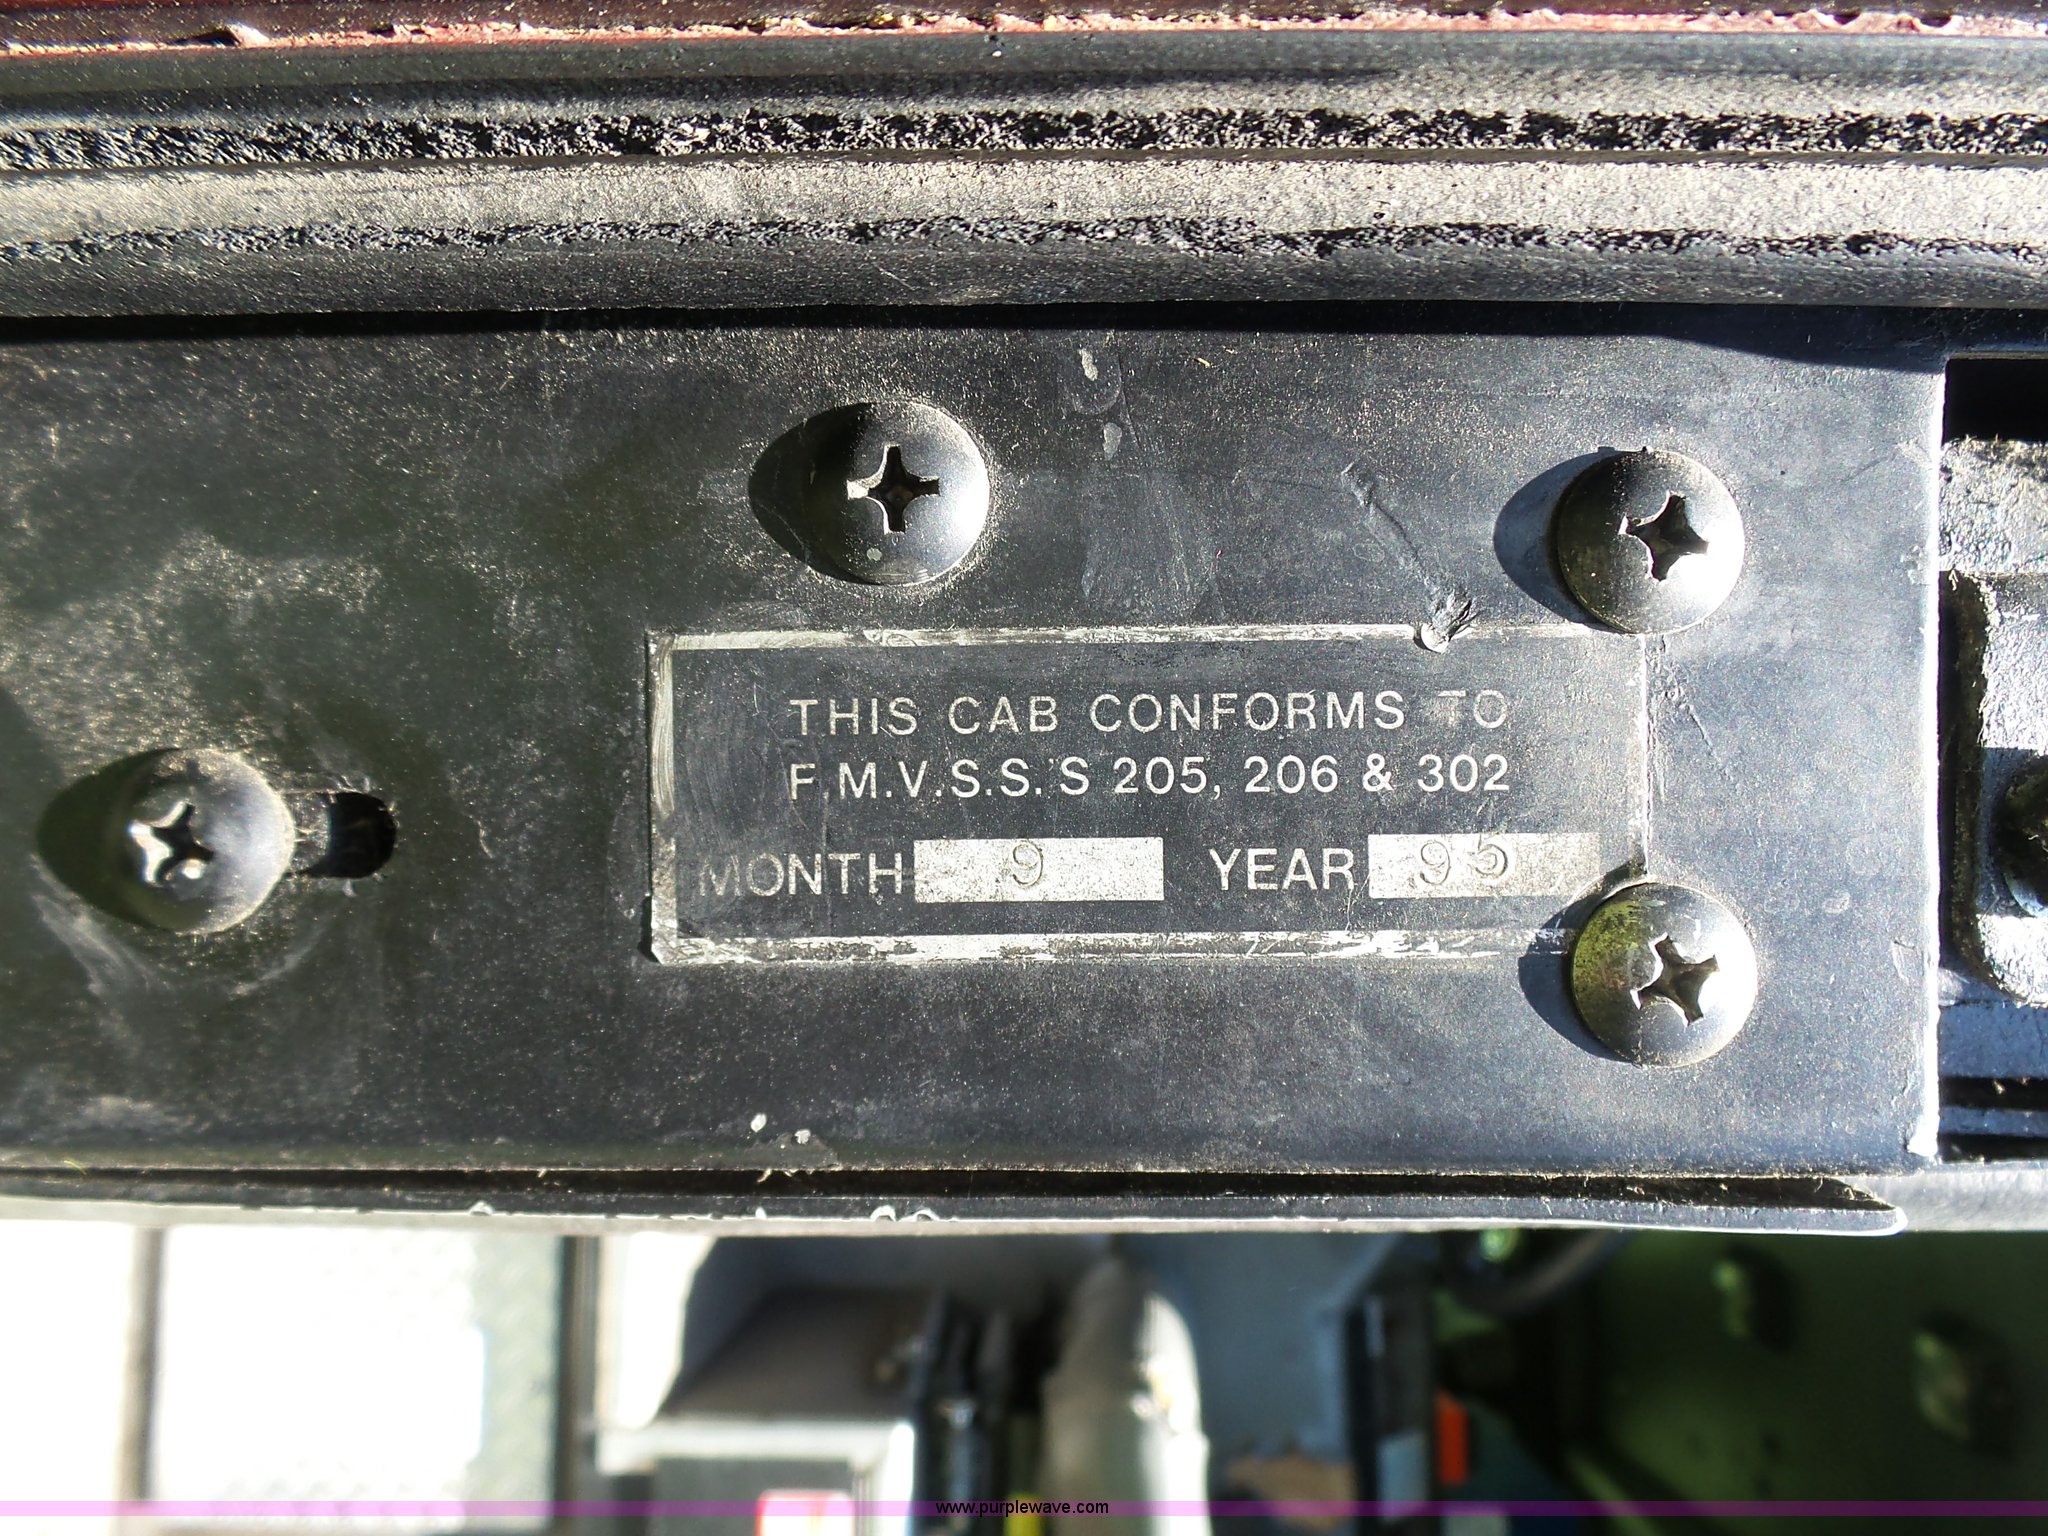 THIS CAB CONFORMS TO
F.M.V.S.S.'S 205, 206 & 302
MONTH 9 YEAR 95
www.purplewave.com